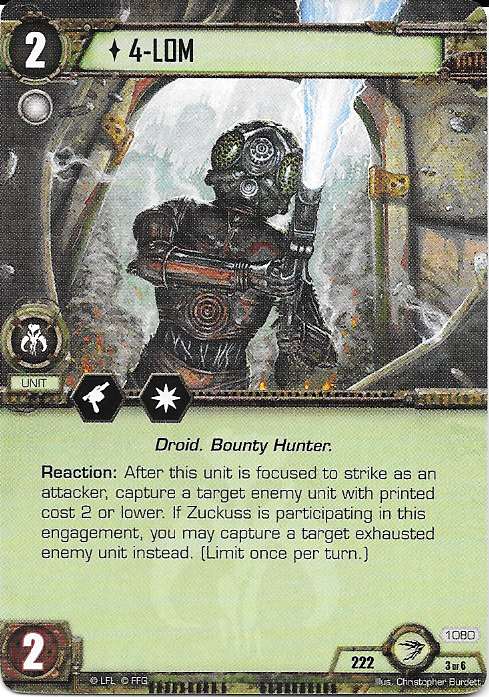 2
4-LOM
UNIT
Droid. Bounty Hunter.
Reaction: After this unit is focused to strike as an
attacker, capture a target enemy unit with printed
cost 2 or lower. If Zuckuss is participating in this
engagement, you may capture a target exhausted
enemy unit instead. (Limit once per turn.)
2
1080
222
3 OF 6
© LFL © FFG
Illus. Christopher Burdett